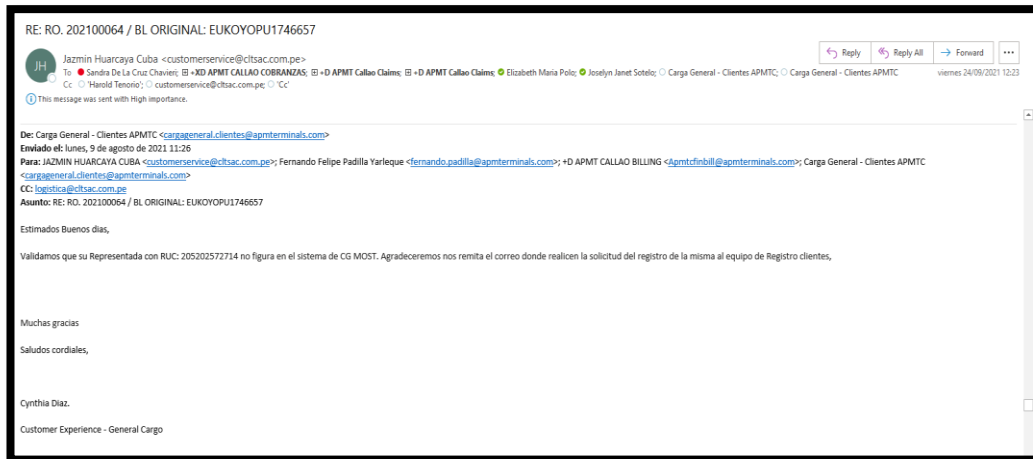 RE: RO. 202100064 / BL ORIGINAL: EUKOYOPU1746657
JH
Jazmin Huarcaya Cuba <customerservice@cltsac.com.pe>
Reply
Reply All
Forward
To Sandra De La Cruz Chavieri; +XD APMT CALLAO COBRANZAS; +D APMT Callao Claims; +D APMT Callao Claims; Elizabeth Maria Polo; Joselyn Janet Sotelo; Carga General - Clientes APMTC; Carga General - Clientes APMTC
viernes 24/09/2021 12:23
Cc 'Harold Tenorio'; customerservice@cltsac.com.pe; 'Cc'
This message was sent with High importance.
De: Carga General - Clientes APMTC <cargageneral.clientes@apmterminals.com>
Enviado el: lunes, 9 de agosto de 2021 11:26
Para: JAZMIN HUARCAYA CUBA <customerservice@cltsac.com.pe>; Fernando Felipe Padilla Yarleque <fernando.padilla@apmterminals.com>; +D APMT CALLAO BILLING <Apmtcfinbill@apmterminals.com>; Carga General - Clientes APMTC
<cargageneral.clientes@apmterminals.com>
CC: logistica@cltsac.com.pe
Asunto: RE: RO. 202100064 / BL ORIGINAL: EUKOYOPU1746657
Estimados Buenos dias,
Validamos que su Representada con RUC: 205202572714 no figura en el sistema de CG MOST. Agradeceremos nos remita el correo donde realicen la solicitud del registro de la misma al equipo de Registro clientes,
Muchas gracias
Saludos cordiales,
Cynthia Diaz.
Customer Experience - General Cargo